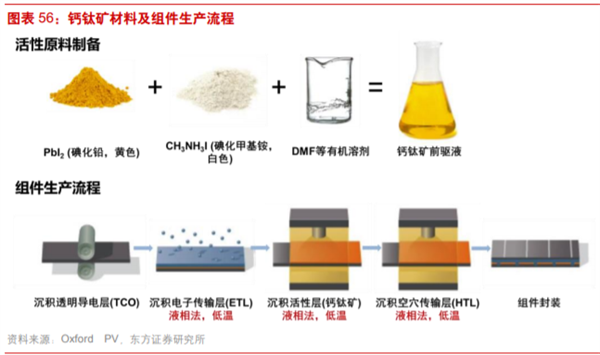 图表 56：钙钛矿材料及组件生产流程
活性原料制备
+ + =
PbI₂ (碘化铅，黄色)
CH₃NH₃I (碘化甲基铵，
白色)
DMF等有机溶剂
钙钛矿前驱液
组件生产流程
沉积透明导电层(TCO)
沉积电子传输层(ETL)
液相法，低温
沉积活性层(钙钛矿)
液相法，低温
沉积空穴传输层(HTL)
液相法，低温
组件封装
资料来源：Oxford PV、东方证券研究所